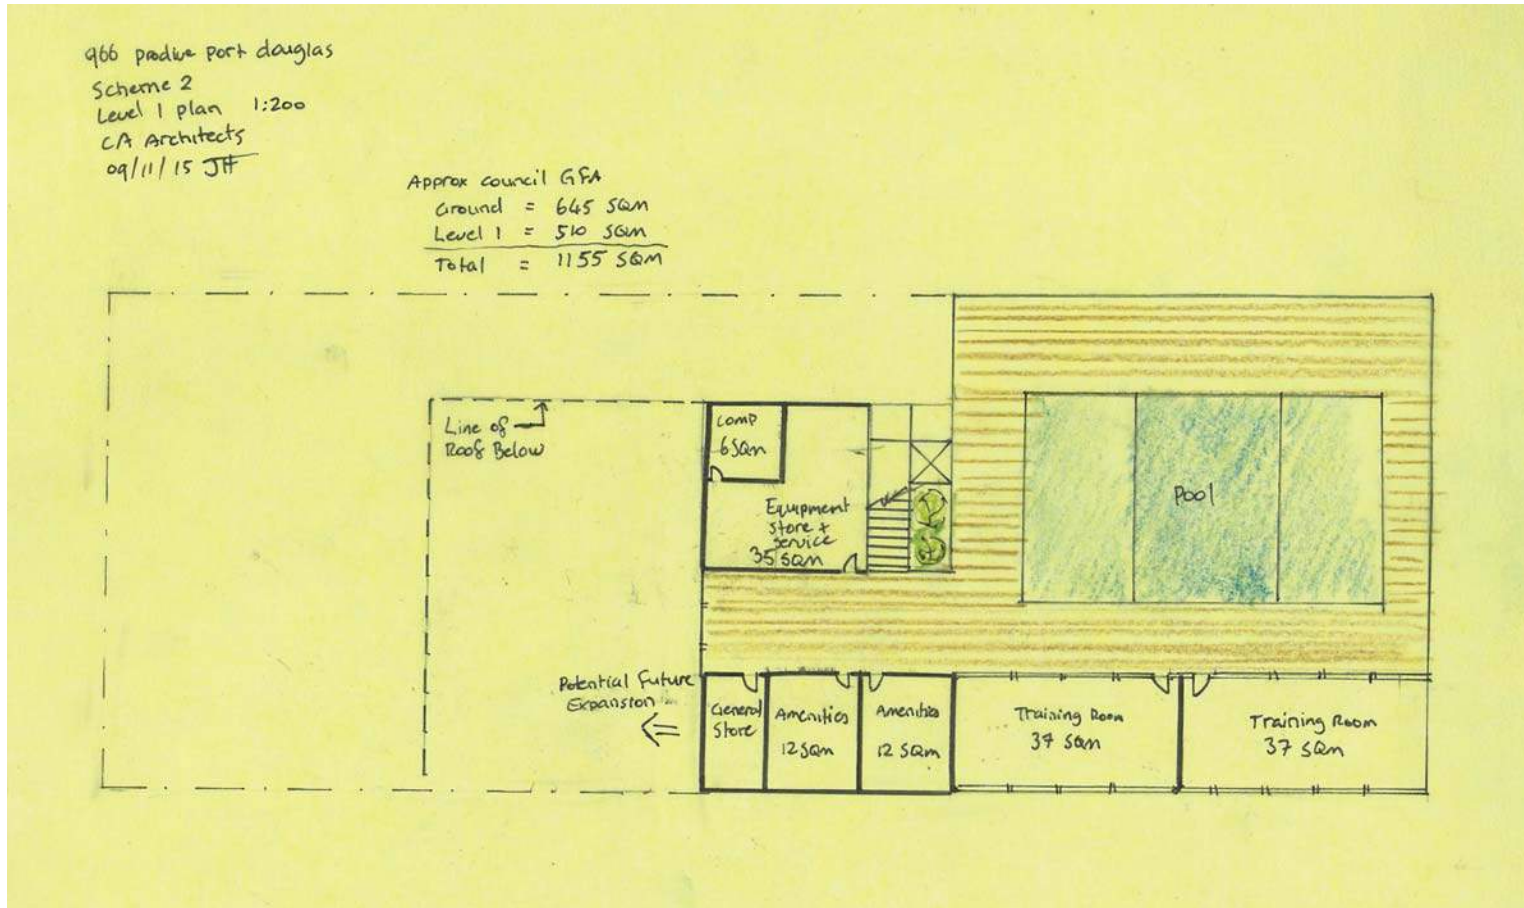 966 prodive port douglas
Scheme 2
Level 1 plan 1:200
CA Architects
09/11/15 JH
Approx council GFA
Ground = 645 SQM
Level 1 = 510 SQM
Total = 1155 SQM
Line of
Roof Below
COMP
6 SQM
Equipment
Store +
Service
35 SQM
Pool
Potential Future
Expansion
General
Store
Amenities
12 SQM
Amenities
12 SQM
Training Room
37 SQM
Training Room
37 SQM